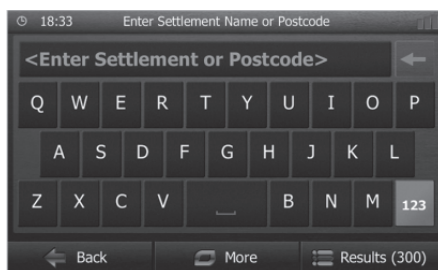 18:33 Enter Settlement Name or Postcode
<Enter Settlement or Postcode>
Q W E R T Y U I O P
A S D F G H J K L
Z X C V B N M 123
Back More Results (300)